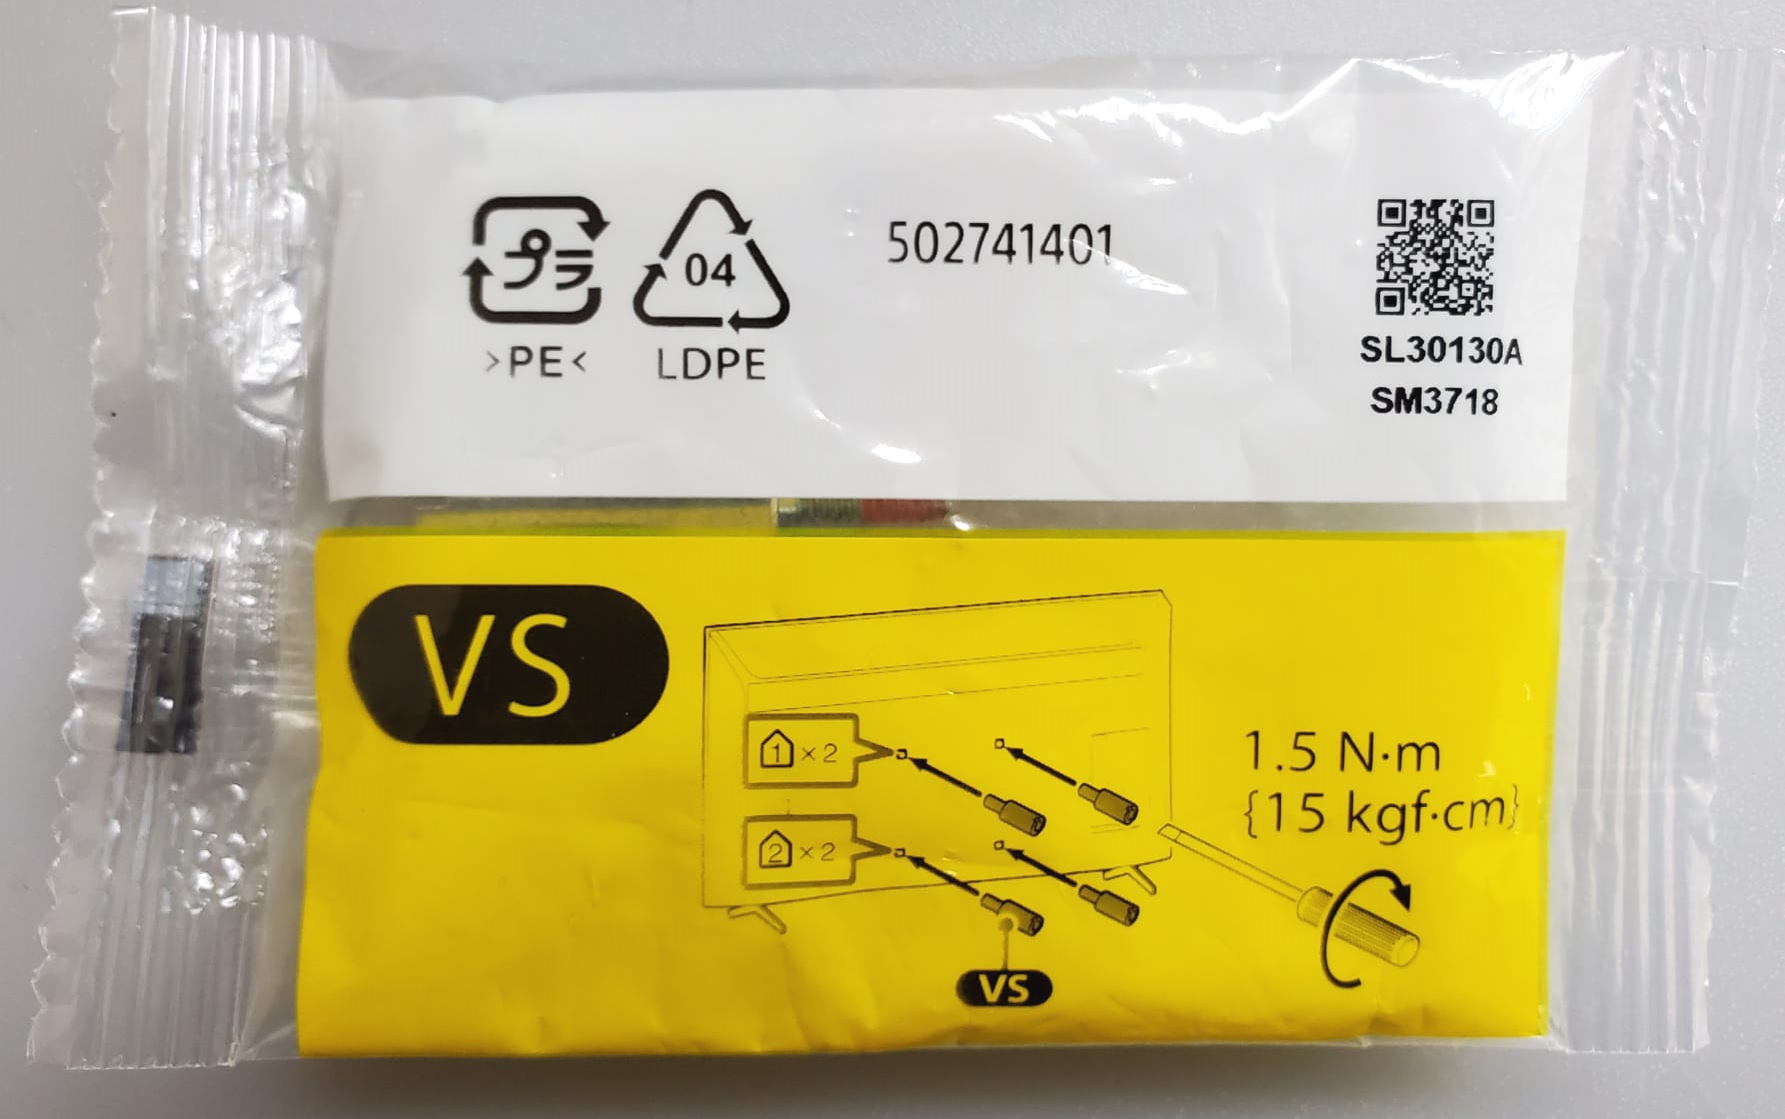 プラ
>PE<
04
LDPE
502741401
SL30130A
SM3718
VS
1 × 2
2 × 2
VS
1.5 N·m
{15 kgf·cm}